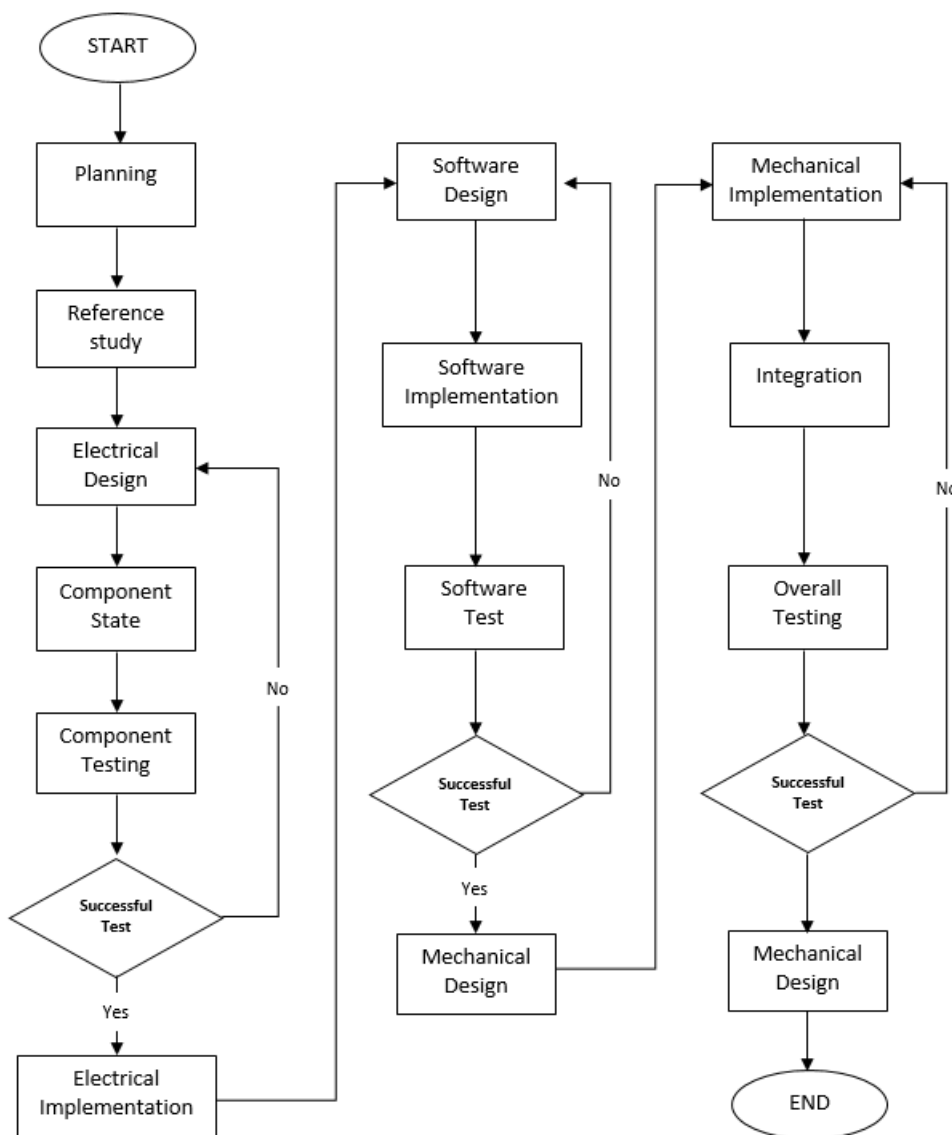 START
Planning
Reference
study
Electrical
Design
Component
State
Component
Testing
No
Successful
Test
Yes
Electrical
Implementation
Software
Design
Software
Implementation
No
Software
Test
Successful
Test
Yes
Mechanical
Design
Mechanical
Implementation
Integration
No
Overall
Testing
Successful
Test
Mechanical
Design
END